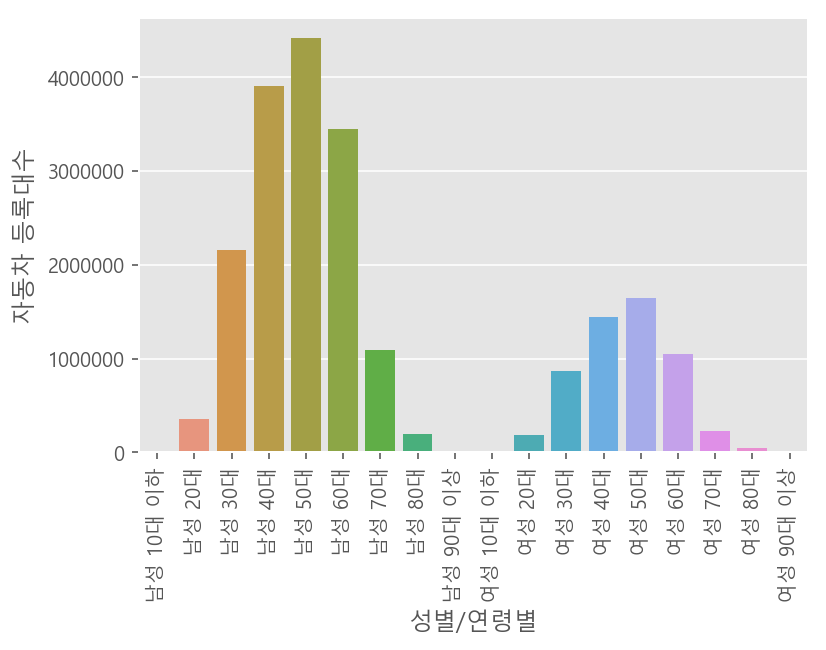 자동차 등록대수
4000000
3000000
2000000
1000000
0
남성 10대 이하
남성 20대
남성 30대
남성 40대
남성 50대
남성 60대
남성 70대
남성 80대
남성 90대 이상
여성 10대 이하
여성 20대
여성 30대
여성 40대
여성 50대
여성 60대
여성 70대
여성 80대
여성 90대 이상
성별/연령별